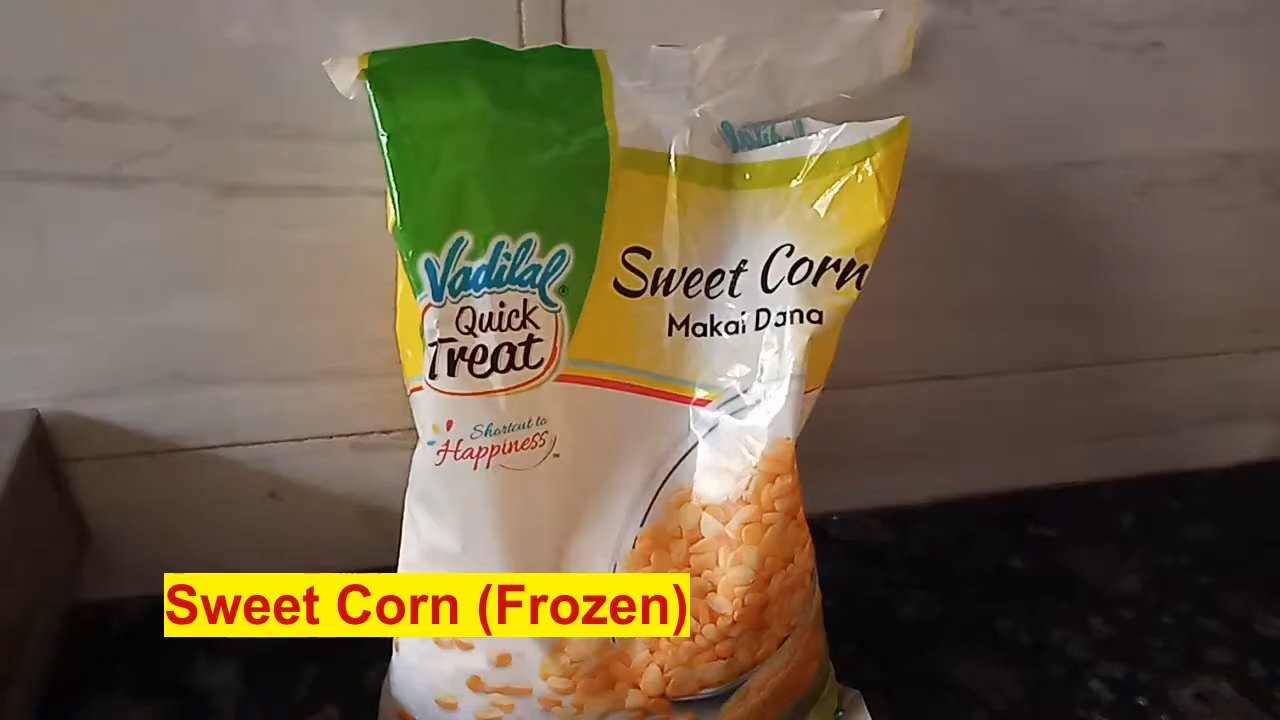 Vadilal
Quick
Treat
Shortcut to
Happiness
Sweet Corn
Makai Dana
Sweet Corn (Frozen)